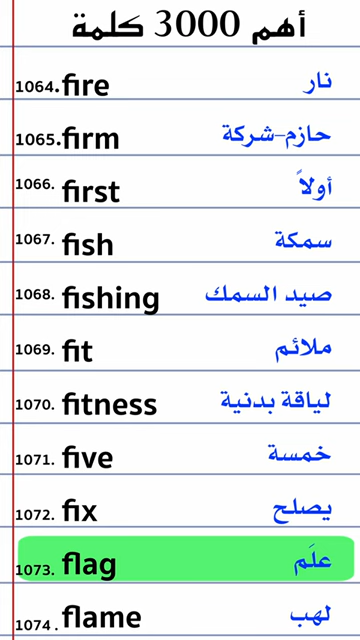 أهم 3000 كلمة
1064. fire نار
1065. firm حازم-شركة
1066. first أولاً
1067. fish سمكة
1068. fishing صيد السمك
1069. fit ملائم
1070. fitness لياقة بدنية
1071. five خمسة
1072. fix يصلح
1073. flag علَم
1074. flame لهب